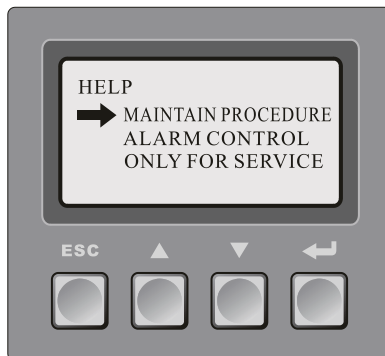 HELP
MAINTAIN PROCEDURE
ALARM CONTROL
ONLY FOR SERVICE
ESC